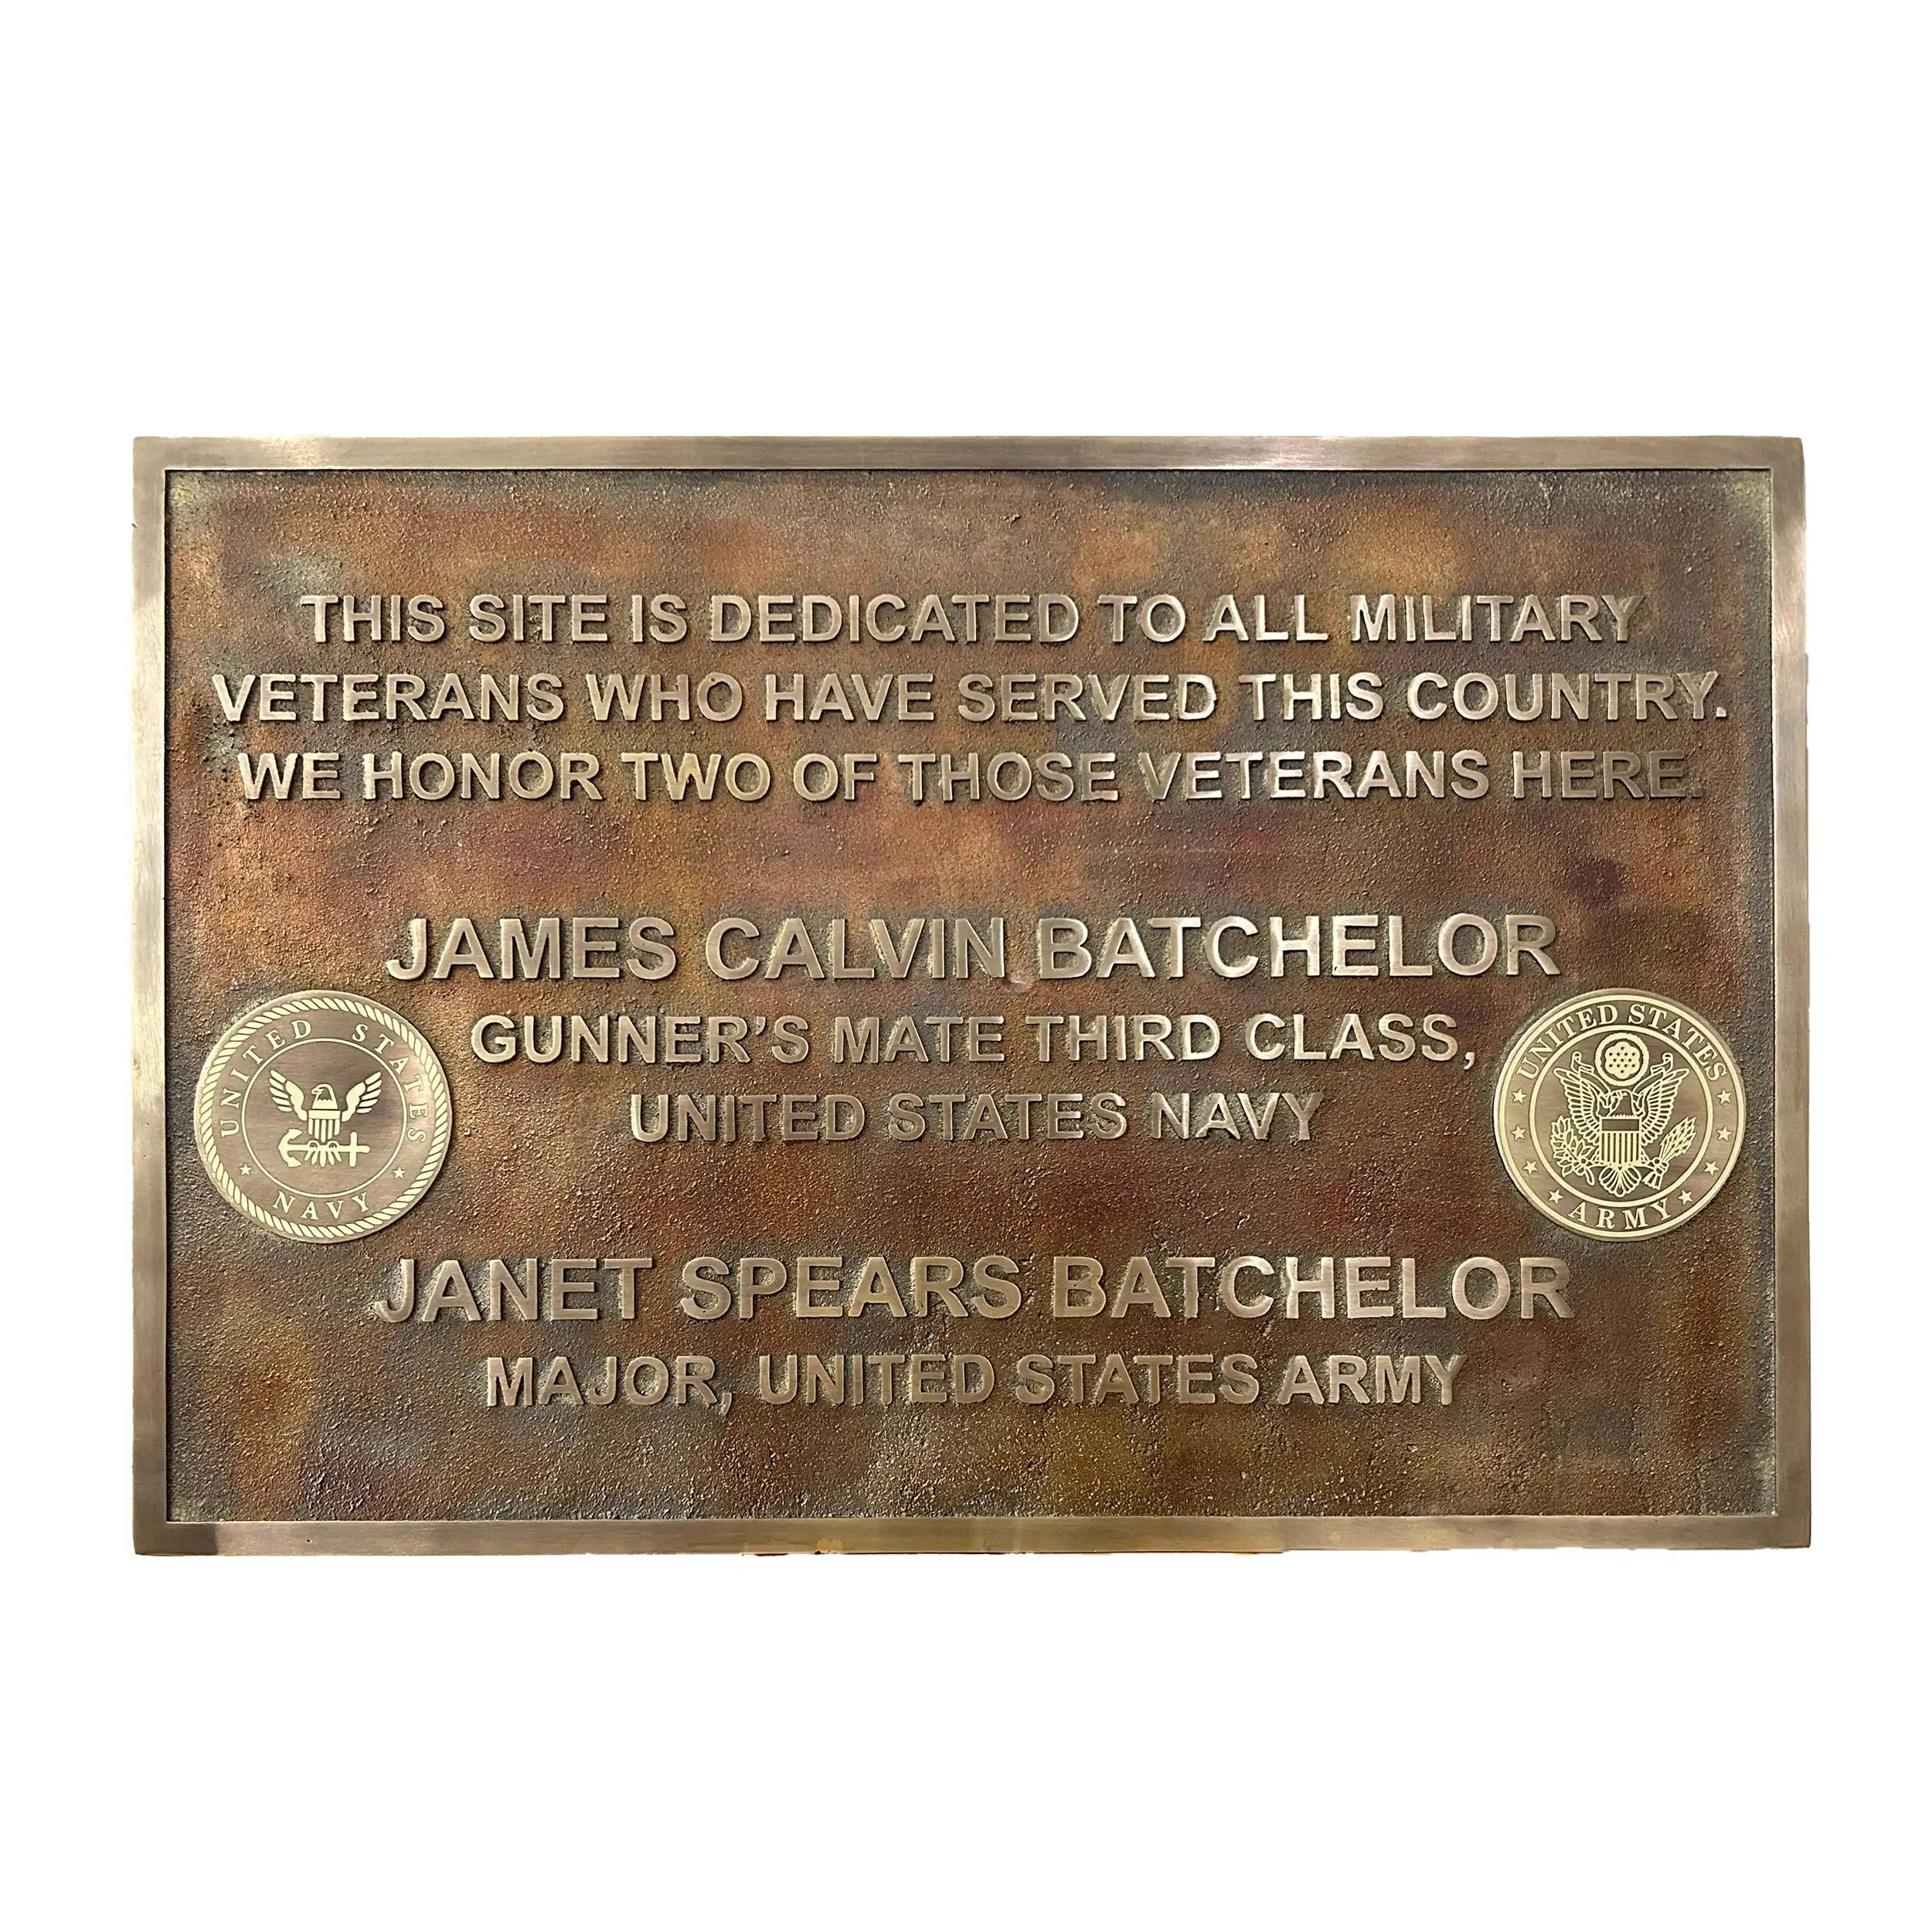 THIS SITE IS DEDICATED TO ALL MILITARY
VETERANS WHO HAVE SERVED THIS COUNTRY.
WE HONOR TWO OF THOSE VETERANS HERE.
JAMES CALVIN BATCHELOR
GUNNER'S MATE THIRD CLASS,
UNITED STATES NAVY
UNITED STATES
NAVY
UNITED STATES
ARMY
JANET SPEARS BATCHELOR
MAJOR, UNITED STATES ARMY